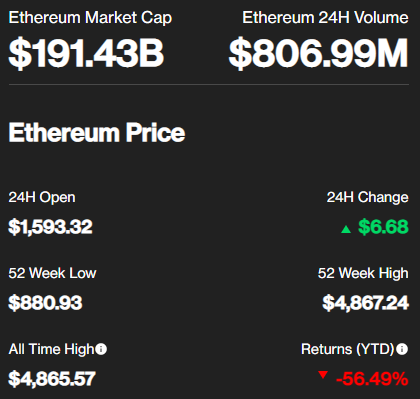 Ethereum Market Cap Ethereum 24H Volume
$191.43B $806.99M
Ethereum Price
24H Open 24H Change
$1,593.32 $6.68
52 Week Low 52 Week High
$880.93 $4,867.24
All Time High Returns (YTD)
$4,865.57 -56.49%